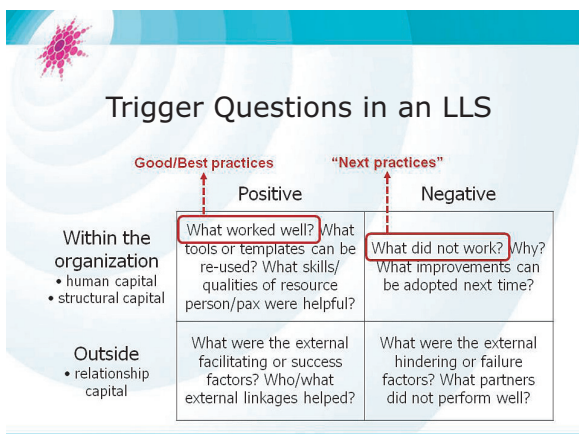 Trigger Questions in an LLS
Good/Best practices
“Next practices”
Positive
Negative
Within the
organization
• human capital
• structural capital
What worked well? What
tools or templates can be
re-used? What skills/
qualities of resource
person/pax were helpful?
What did not work? Why?
What improvements can
be adopted next time?
Outside
• relationship
capital
What were the external
facilitating or success
factors? Who/what
external linkages helped?
What were the external
hindering or failure
factors? What partners
did not perform well?